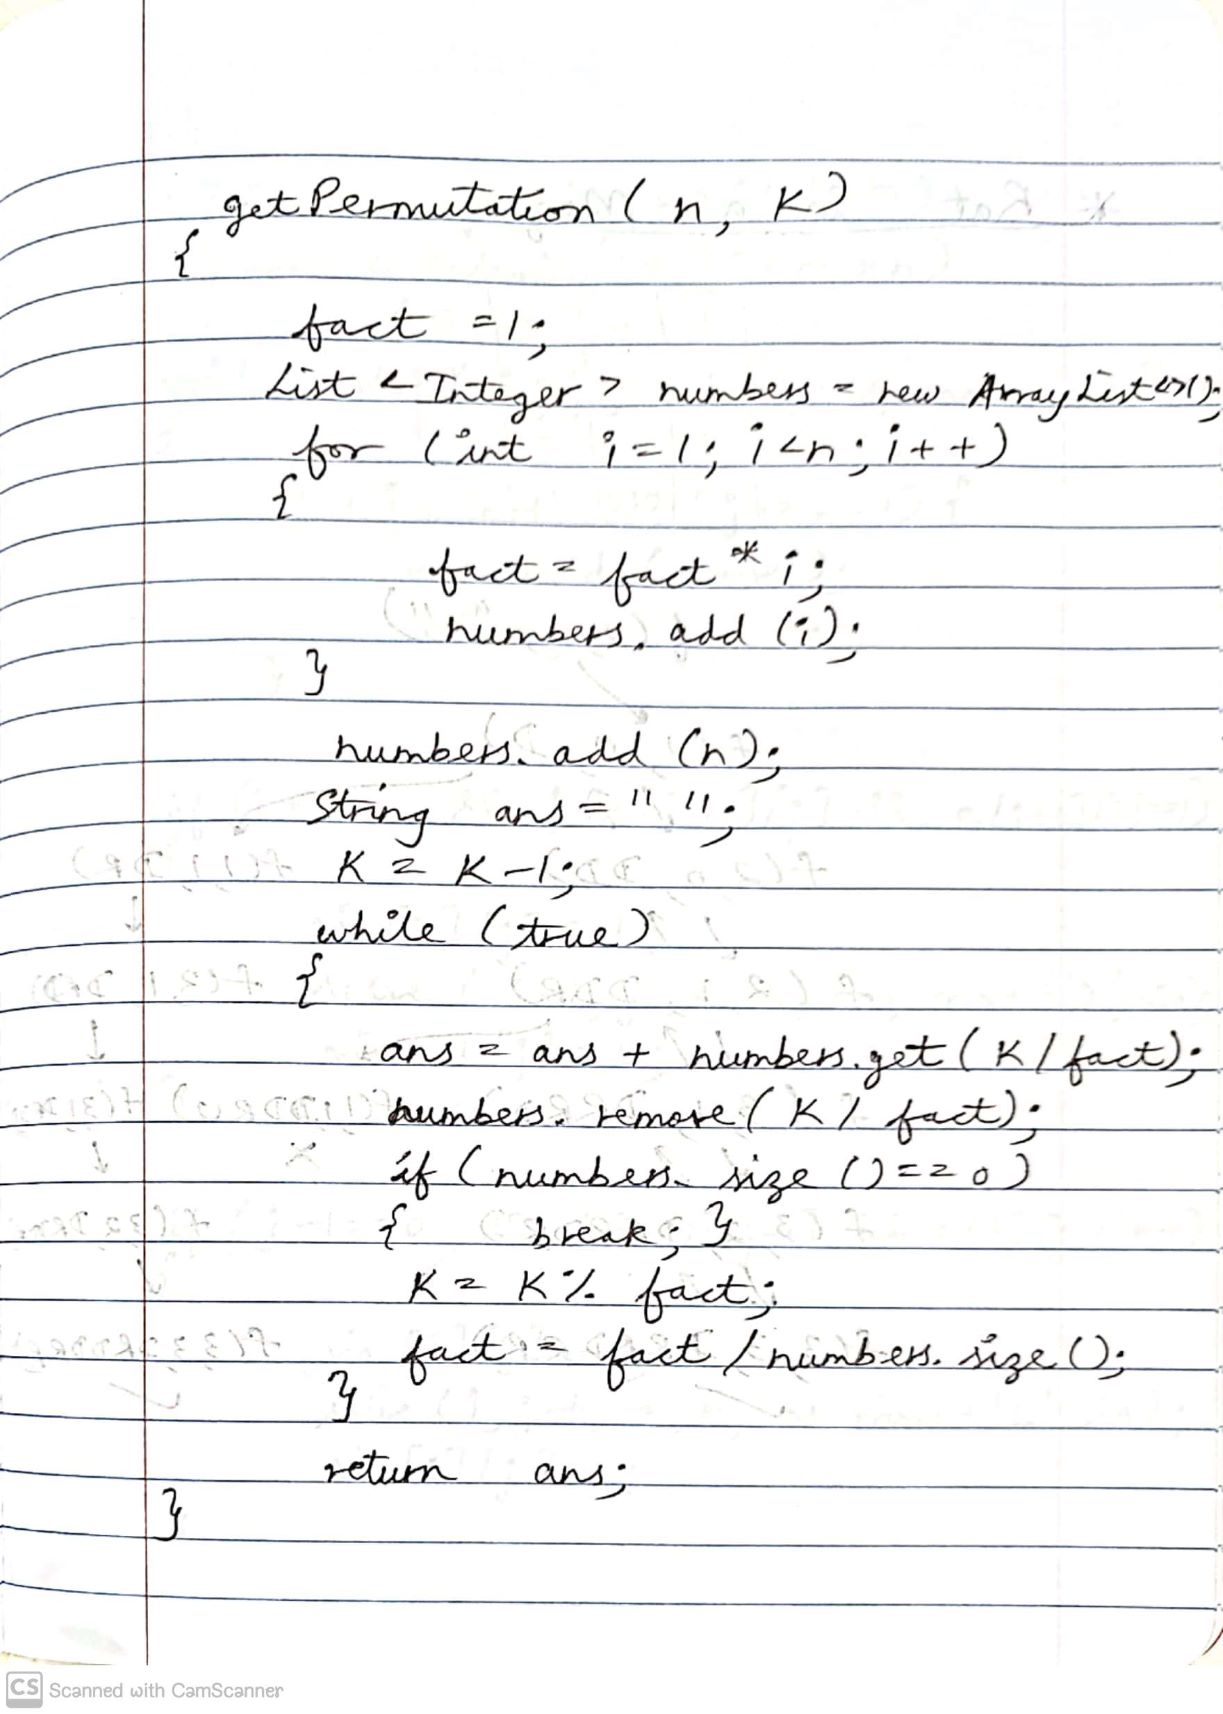 getPermutation (n, K)
{
fact =1;
List < Integer > numbers = new ArrayList<>();
for (int i=1; i<n; i++)
{
fact = fact * i;
numbers. add (i);
}
numbers. add (n);
String ans = " ";
K = K-1;
while (true)
{
ans = ans + numbers.get (K / fact);
numbers. remove (K / fact);
if (numbers. size () == 0)
{ break; }
K = K % fact;
fact = fact / numbers. size ();
}
return ans;
}
CS Scanned with CamScanner